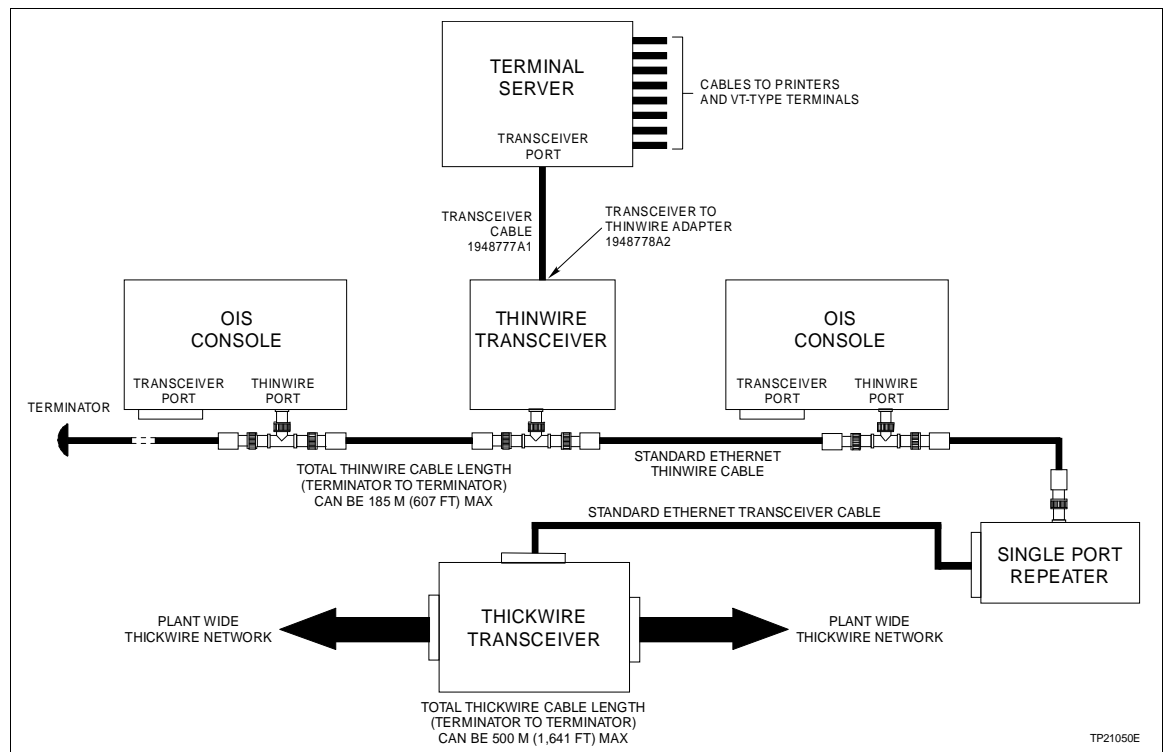 TERMINAL
SERVER
TRANSCEIVER
PORT
CABLES TO PRINTERS
AND VT-TYPE TERMINALS
TRANSCEIVER
CABLE
1948777A1
TRANSCEIVER TO
THINWIRE ADAPTER
1948778A2
OIS
CONSOLE
TRANSCEIVER
PORT
THINWIRE
PORT
THINWIRE
TRANSCEIVER
OIS
CONSOLE
TRANSCEIVER
PORT
THINWIRE
PORT
TERMINATOR
TOTAL THINWIRE CABLE LENGTH
(TERMINATOR TO TERMINATOR)
CAN BE 185 M (607 FT) MAX
STANDARD ETHERNET
THINWIRE CABLE
STANDARD ETHERNET TRANSCEIVER CABLE
SINGLE PORT
REPEATER
PLANT WIDE
THICKWIRE NETWORK
THICKWIRE
TRANSCEIVER
PLANT WIDE
THICKWIRE NETWORK
TOTAL THICKWIRE CABLE LENGTH
(TERMINATOR TO TERMINATOR)
CAN BE 500 M (1,641 FT) MAX
TP21050E